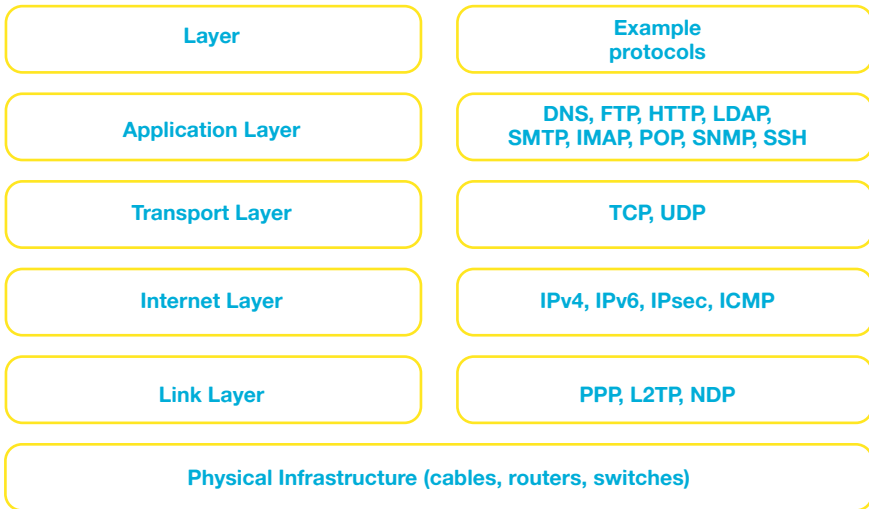 Layer
Example
protocols
Application Layer
DNS, FTP, HTTP, LDAP,
SMTP, IMAP, POP, SNMP, SSH
Transport Layer
TCP, UDP
Internet Layer
IPv4, IPv6, IPsec, ICMP
Link Layer
PPP, L2TP, NDP
Physical Infrastructure (cables, routers, switches)